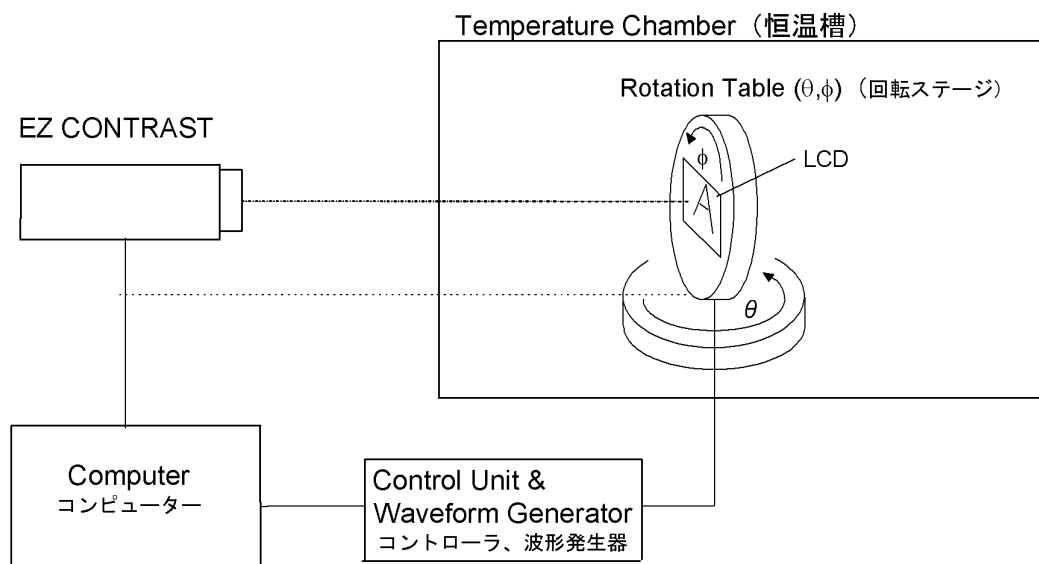 Temperature Chamber（恒温槽）
Rotation Table (θ,ϕ)（回転ステージ）
EZ CONTRAST
ϕ
LCD
A
θ
Computer
コンピューター
Control Unit &
Waveform Generator
コントローラ、波形発生器